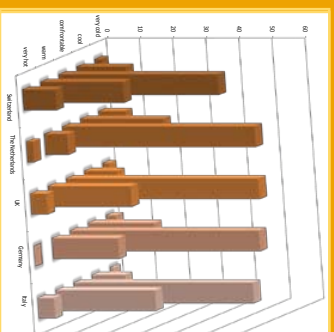 very cold
cool
comfortable
warm
very hot
0
10
20
30
40
50
60
Switzerland
The Netherlands
UK
Germany
Italy